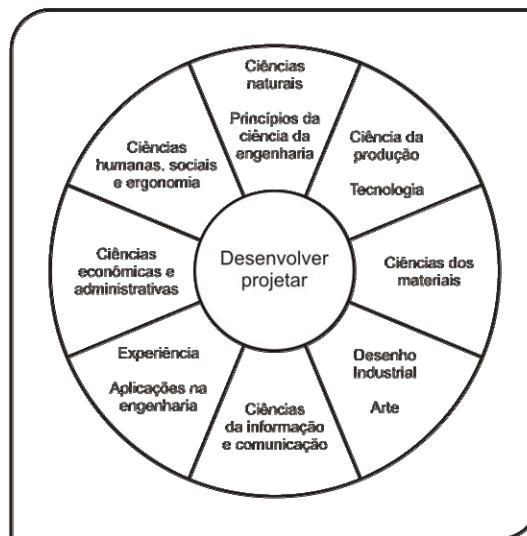 Ciências
naturais
Princípios da
ciência da
engenharia
Ciência da
produção
Tecnologia
Ciências dos
materiais
Desenho
Industrial
Arte
Ciências
da informação
e comunicação
Experiência
Aplicações na
engenharia
Ciências
económicas e
administrativas
Ciências
humanas, sociais
e ergonomia
Desenvolver
projetar